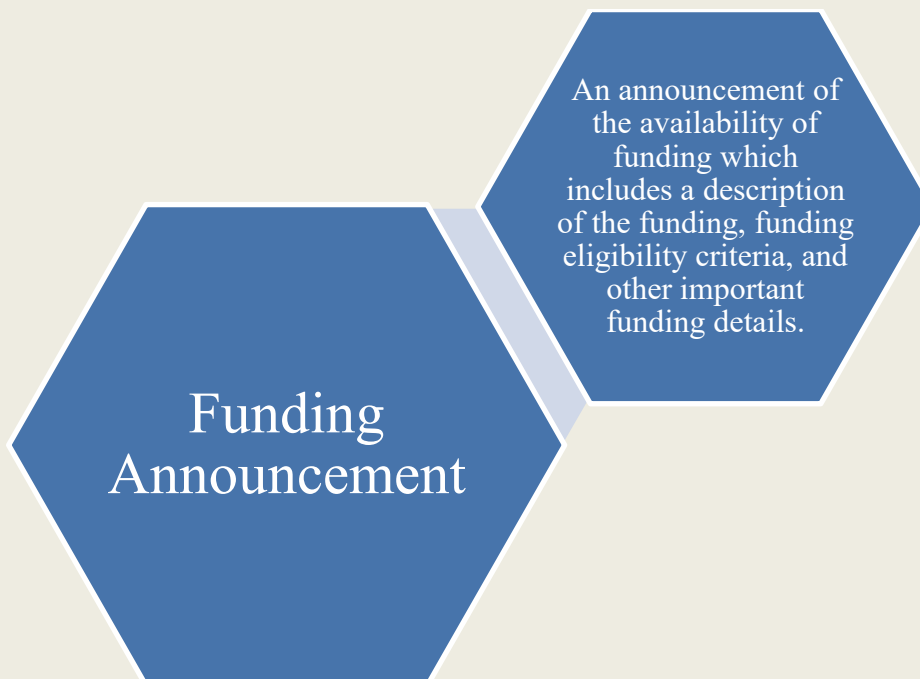 Funding
Announcement
An announcement of
the availability of
funding which
includes a description
of the funding, funding
eligibility criteria, and
other important
funding details.